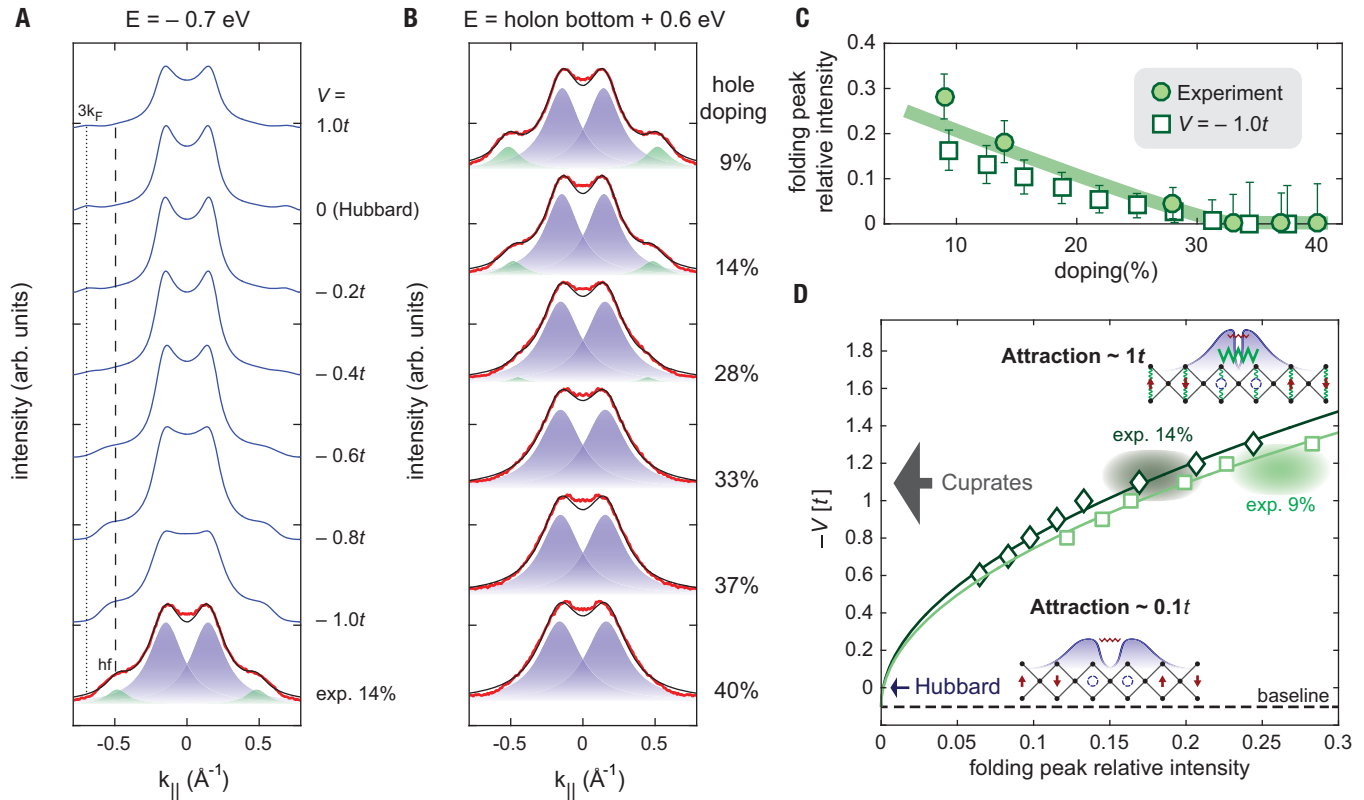 A
E = – 0.7 eV
intensity (arb. units)
3k_F
V =
1.0t
0 (Hubbard)
– 0.2t
– 0.4t
– 0.6t
– 0.8t
– 1.0t
hf
exp. 14%
-0.5
0
0.5
k_|| (Å^-1)
B
E = holon bottom + 0.6 eV
intensity (arb. units)
hole
doping
9%
14%
28%
33%
37%
40%
-0.5
0
0.5
k_|| (Å^-1)
C
folding peak
relative intensity
0.4
0.3
0.2
0.1
0
Experiment
V = – 1.0t
10
20
30
40
doping(%)
D
–V [t]
1.8
1.6
1.4
1.2
1.0
0.8
0.6
0.4
0.2
0
Attraction ~ 1t
exp. 14%
Cuprates
exp. 9%
Attraction ~ 0.1t
Hubbard
baseline
0
0.05
0.1
0.15
0.2
0.25
0.3
folding peak relative intensity